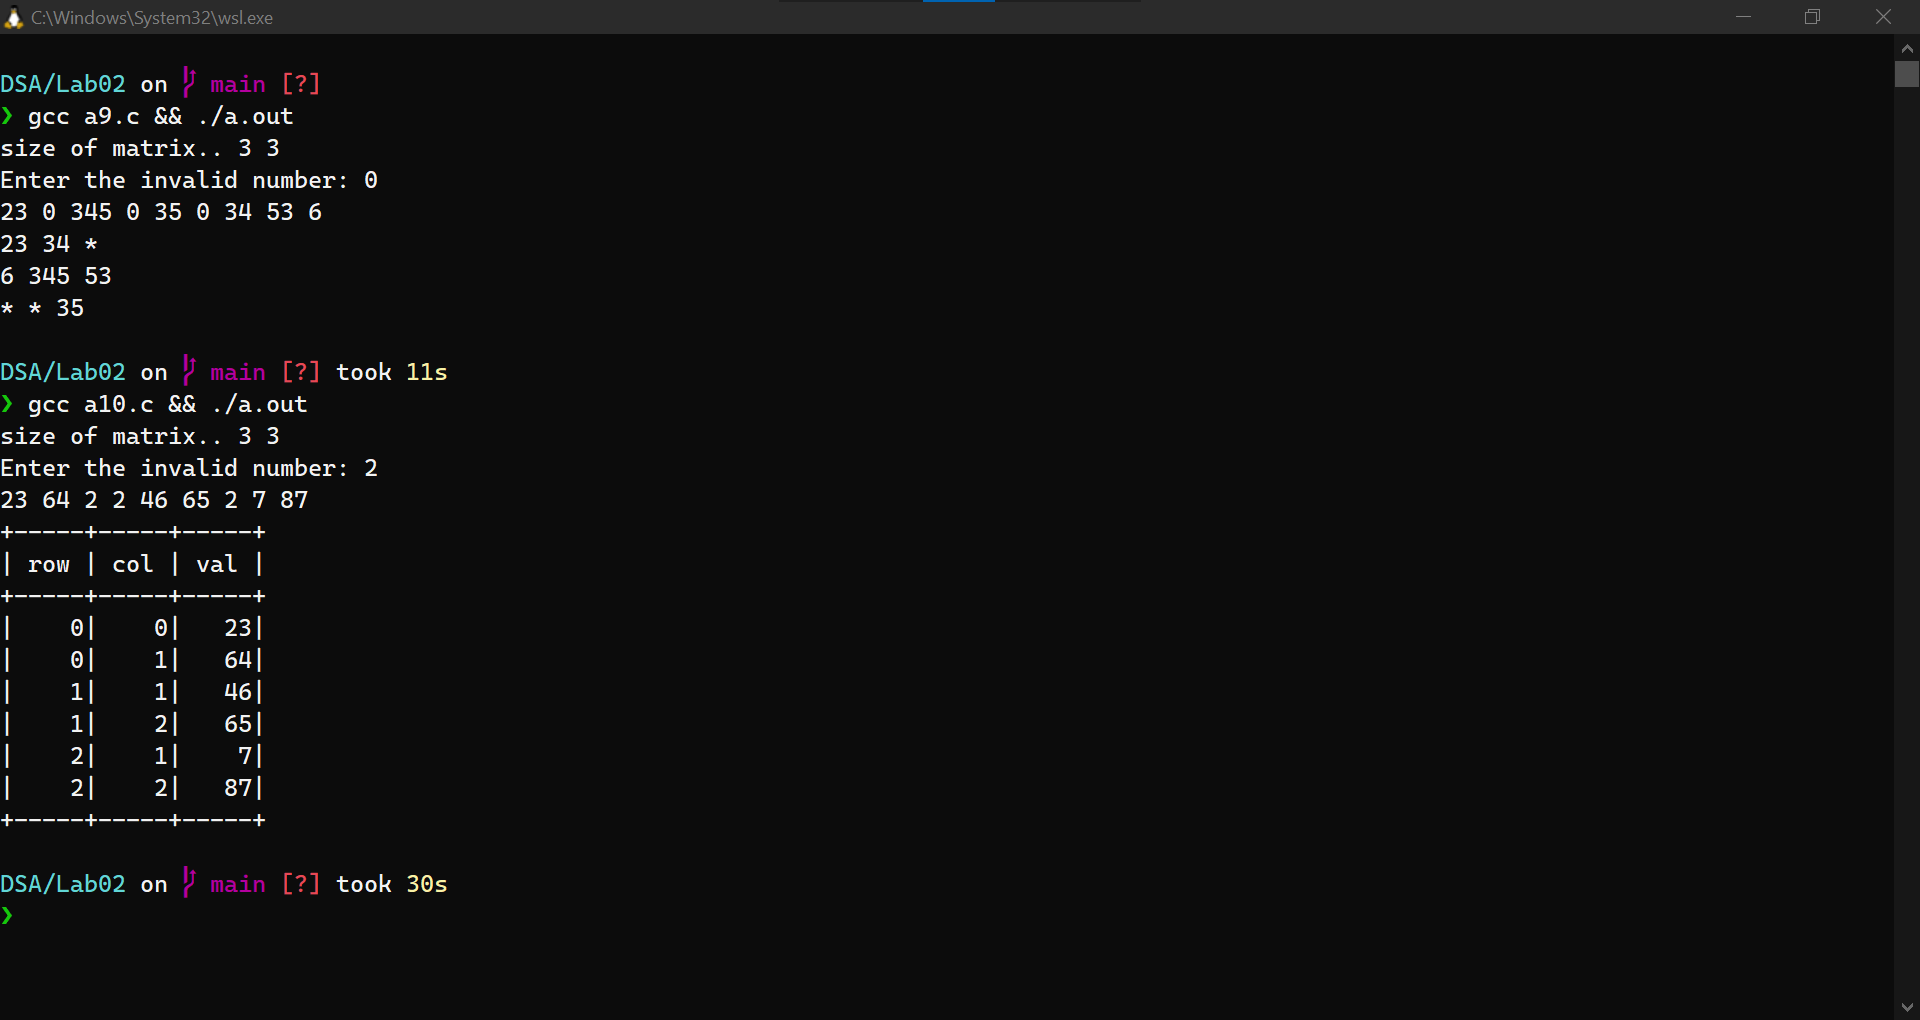 C:\Windows\System32\wsl.exe
DSA/Lab02 on main [?]
❯ gcc a9.c && ./a.out
size of matrix.. 3 3
Enter the invalid number: 0
23 0 345 0 35 0 34 53 6
23 34 *
6 345 53
* * 35
DSA/Lab02 on main [?] took 11s
❯ gcc a10.c && ./a.out
size of matrix.. 3 3
Enter the invalid number: 2
23 64 2 2 46 65 2 7 87
+-----+-----+-----+
| row | col | val |
+-----+-----+-----+
|    0|    0|   23|
|    0|    1|   64|
|    1|    1|   46|
|    1|    2|   65|
|    2|    1|    7|
|    2|    2|   87|
+-----+-----+-----+
DSA/Lab02 on main [?] took 30s
❯